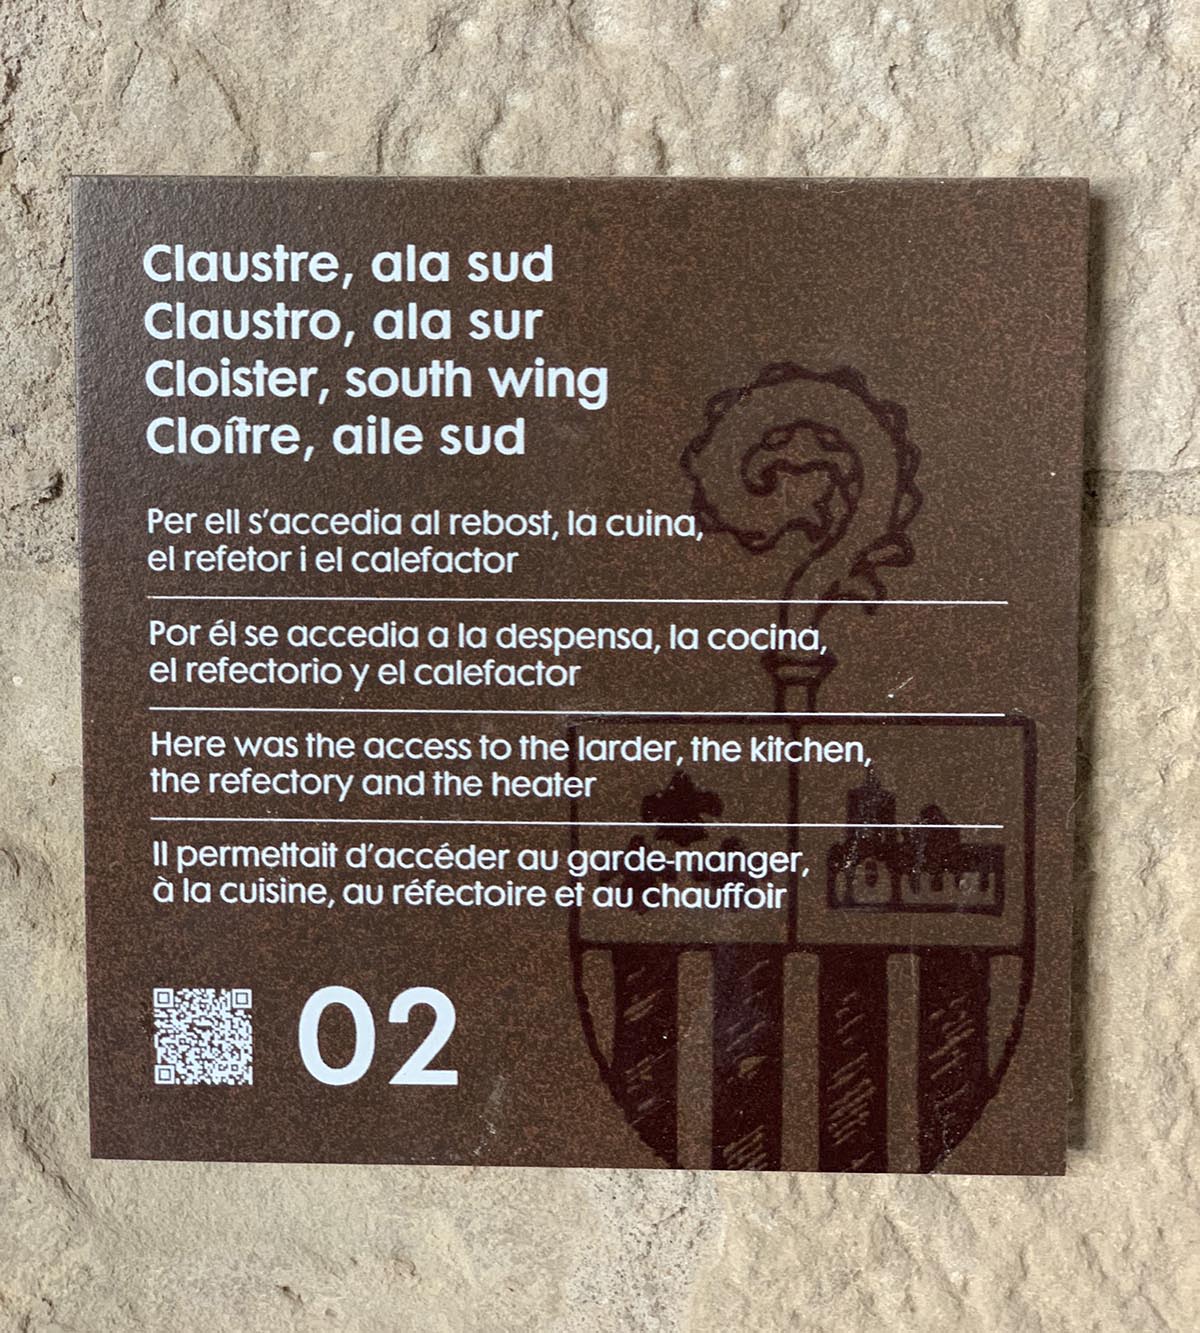 Claustre, ala sud
Claustro, ala sur
Cloister, south wing
Cloître, aile sud
Per ell s'accedia al rebost, la cuina,
el refetor i el calefactor
Por él se accedia a la despensa, la cocina,
el refectorio y el calefactor
Here was the access to the larder, the kitchen,
the refectory and the heater
Il permettait d'accéder au garde-manger,
à la cuisine, au réfectoire et au chauffoir
02